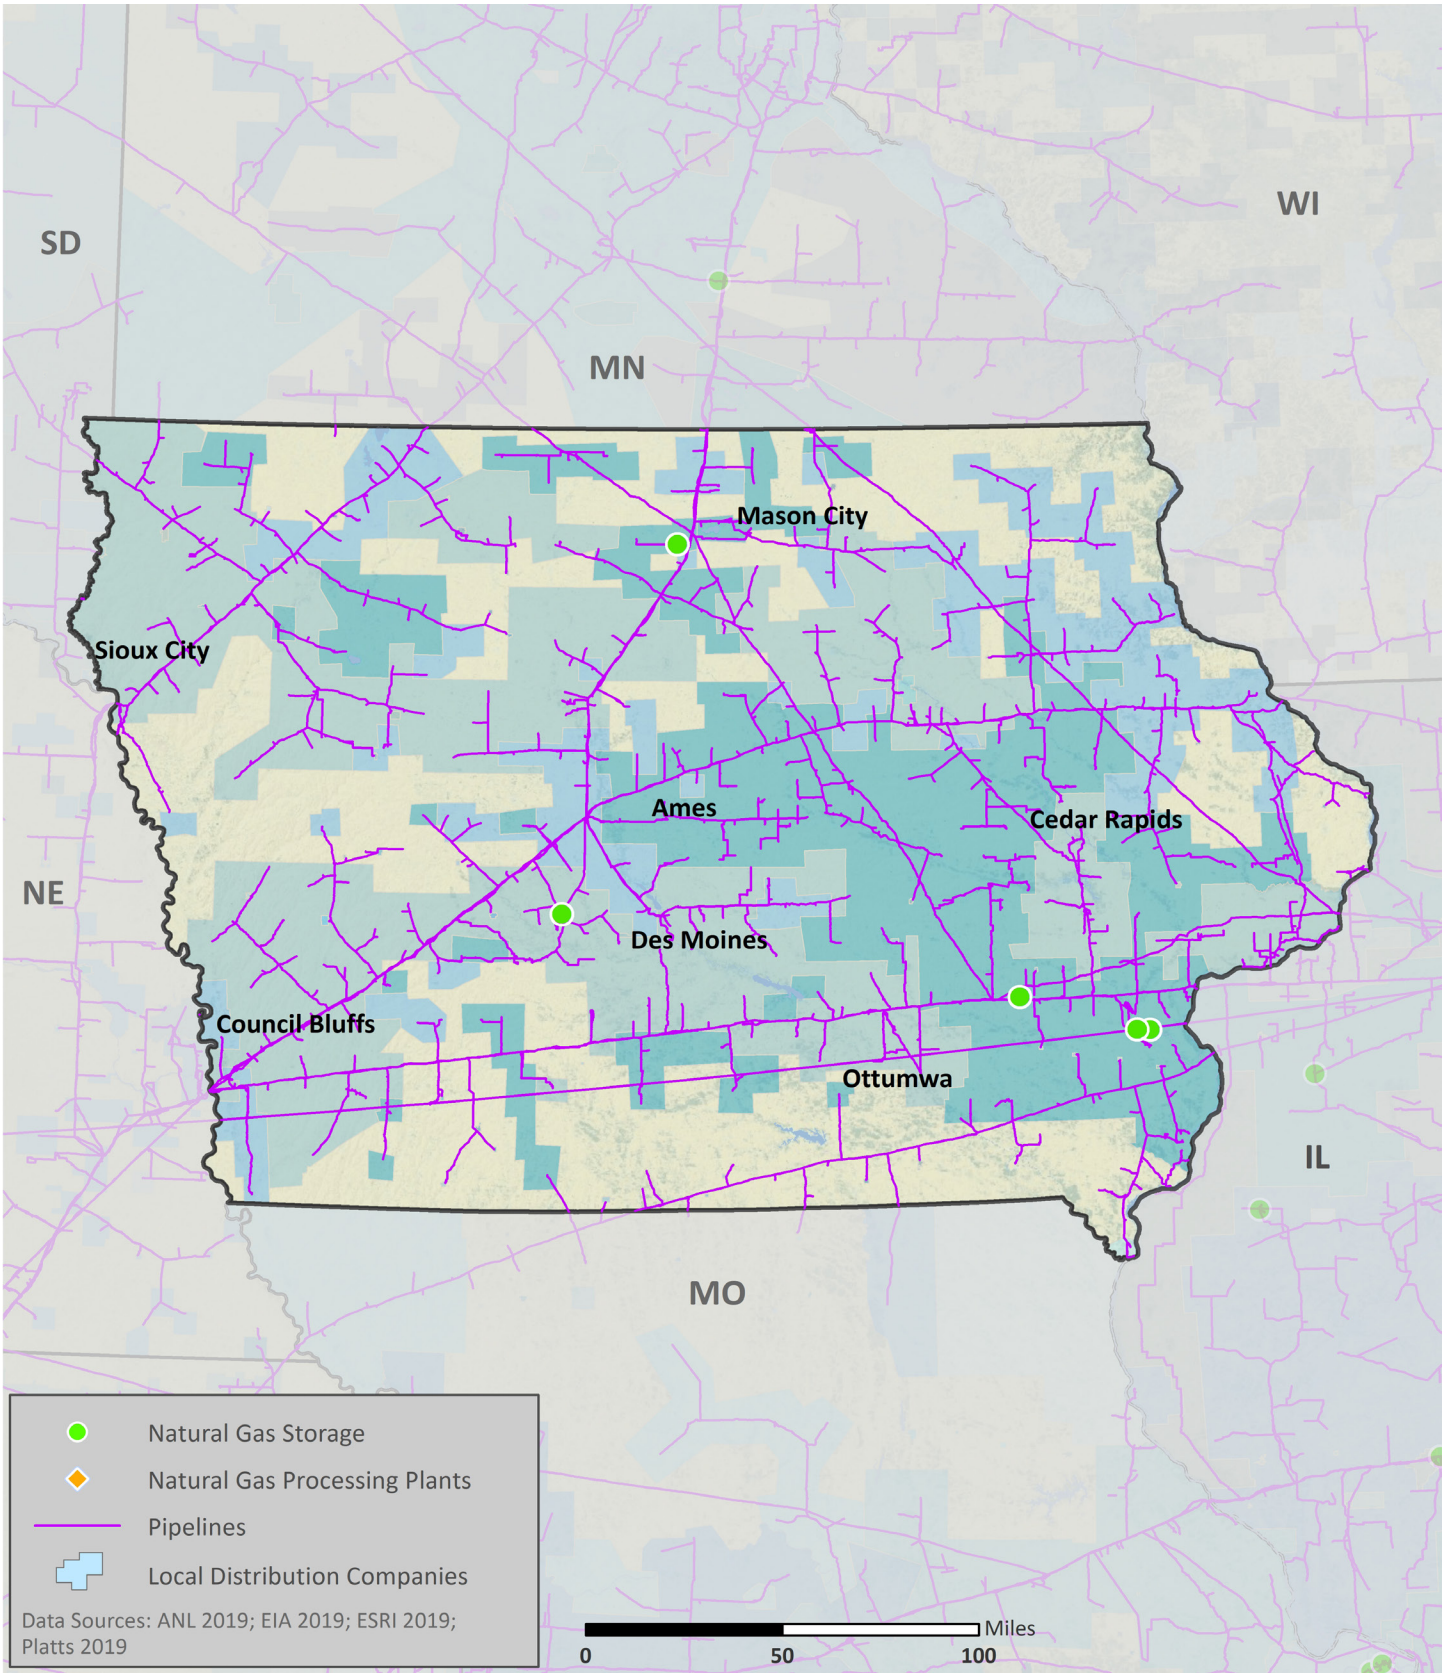 WI
SD
MN
Mason City
Sioux City
Ames
Cedar Rapids
NE
Des Moines
Council Bluffs
Ottumwa
IL
MO
Natural Gas Storage
Natural Gas Processing Plants
Pipelines
Local Distribution Companies
Data Sources: ANL 2019; EIA 2019; ESRI 2019;
Platts 2019
Miles
0 50 100